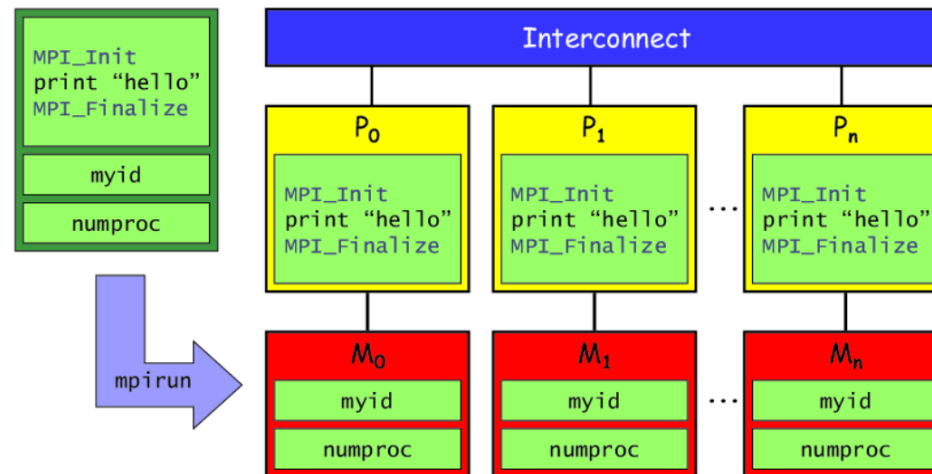 MPI_Init
print “hello”
MPI_Finalize
myid
numproc
mpirun
Interconnect
P0
MPI_Init
print “hello”
MPI_Finalize
P1
MPI_Init
print “hello”
MPI_Finalize
...
Pn
MPI_Init
print “hello”
MPI_Finalize
M0
myid
numproc
M1
myid
numproc
...
Mn
myid
numproc